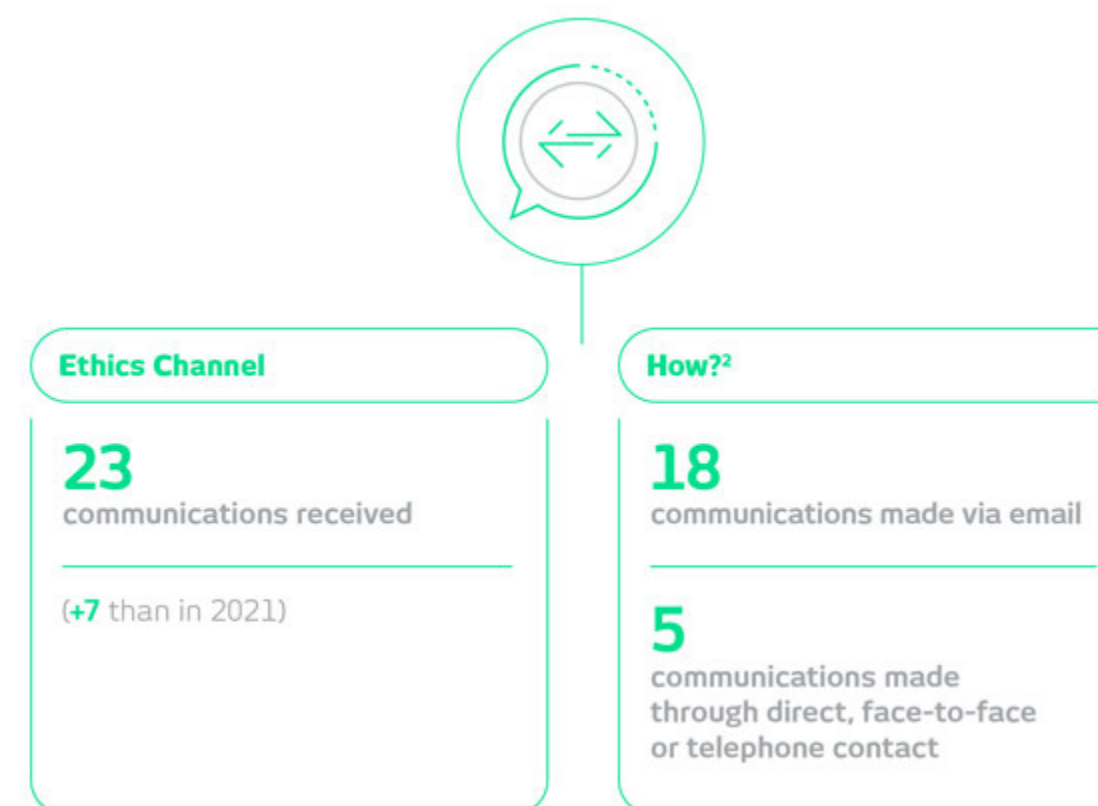 Ethics Channel
23
communications received
(+7 than in 2021)
How?²
18
communications made via email
5
communications made
through direct, face-to-face
or telephone contact